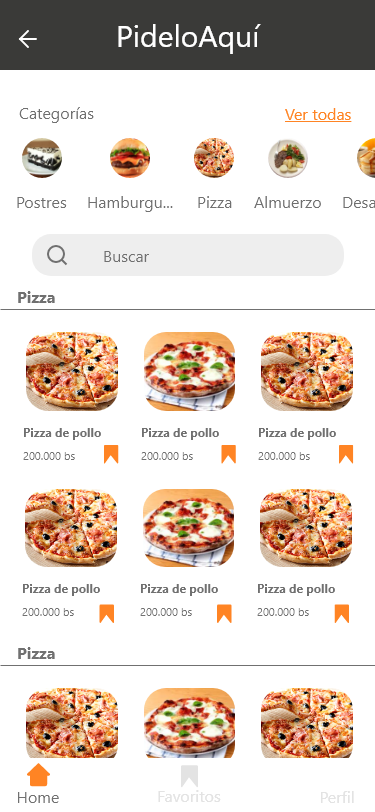 PideloAquí
Categorías Ver todas
Postres Hamburgu... Pizza Almuerzo Desa
Buscar
Pizza
Pizza de pollo Pizza de pollo Pizza de pollo
200.000 bs 200.000 bs 200.000 bs
Pizza de pollo Pizza de pollo Pizza de pollo
200.000 bs 200.000 bs 200.000 bs
Pizza
Home Favoritos Perfil